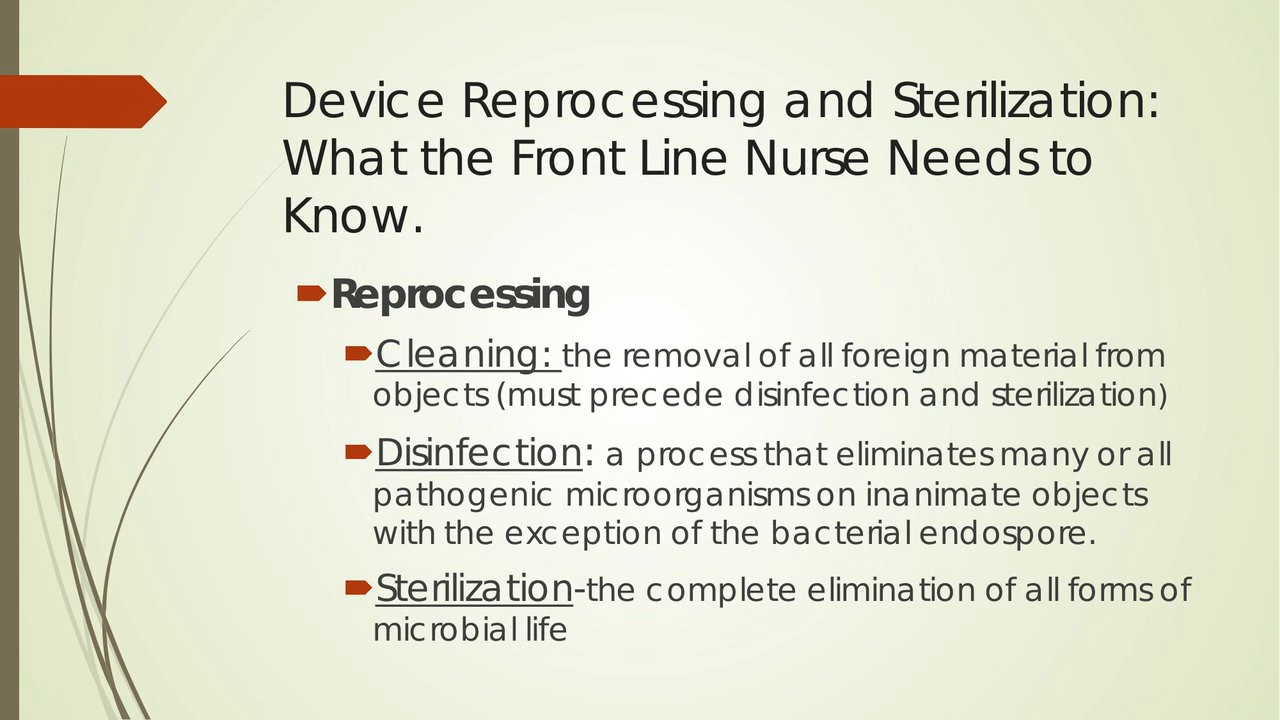 Device Reprocessing and Sterilization:
What the Front Line Nurse Needs to
Know.
Reprocessing
Cleaning: the removal of all foreign material from
objects (must precede disinfection and sterilization)
Disinfection: a process that eliminates many or all
pathogenic microorganisms on inanimate objects
with the exception of the bacterial endospore.
Sterilization-the complete elimination of all forms of
microbial life